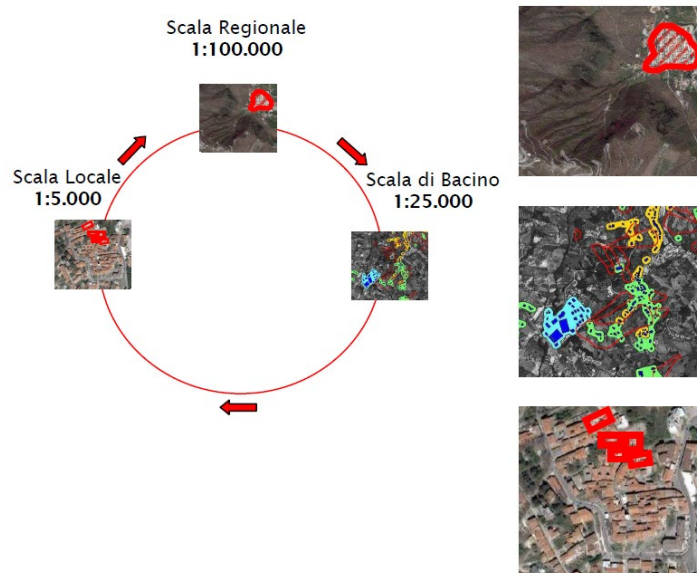 Scala Regionale
1:100.000
Scala Locale
1:5.000
Scala di Bacino
1:25.000